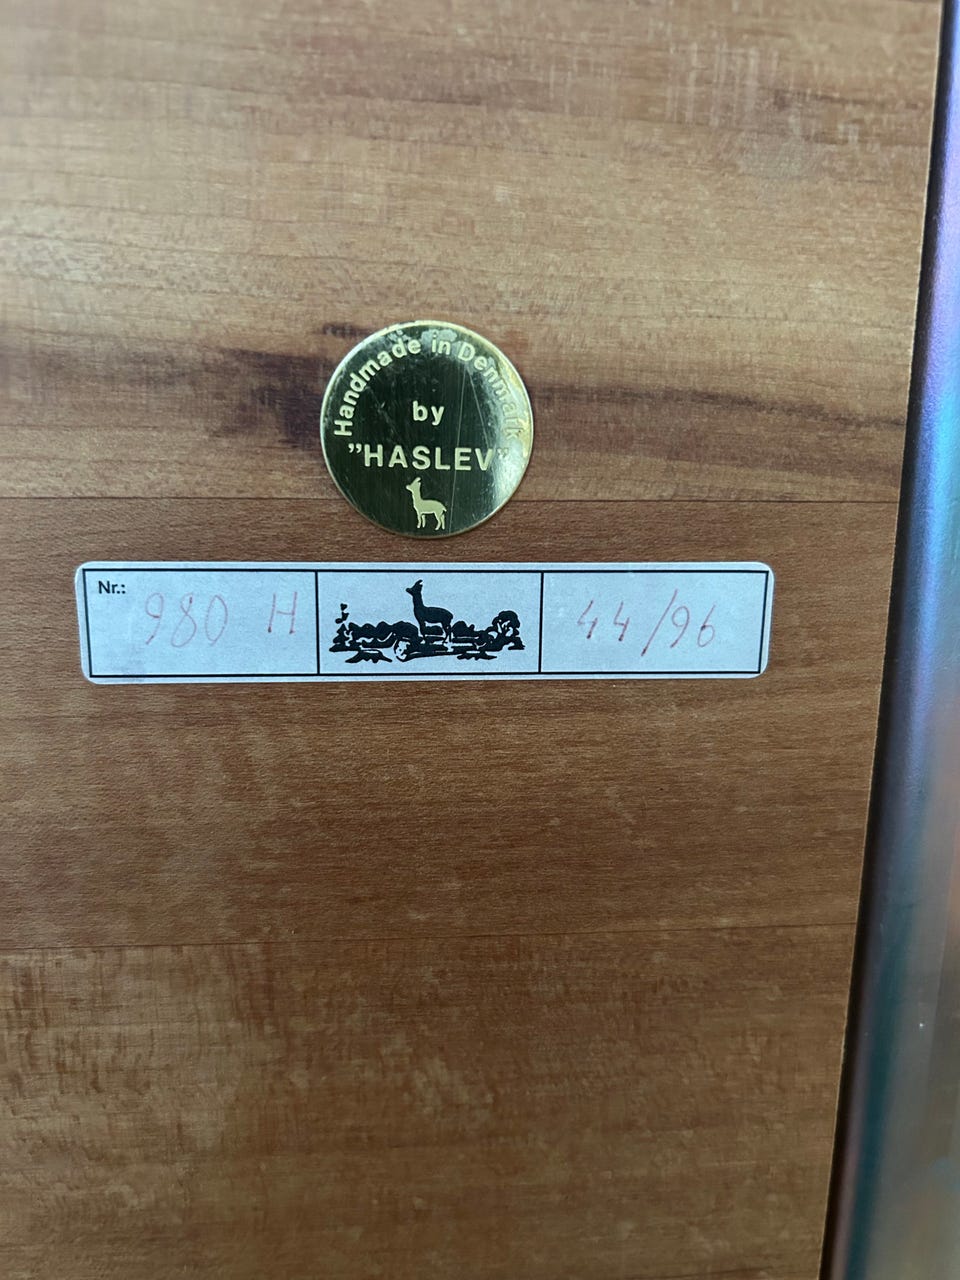 Handmade in Denmark
by
"HASLEV"
Nr.: 980 H 44/96